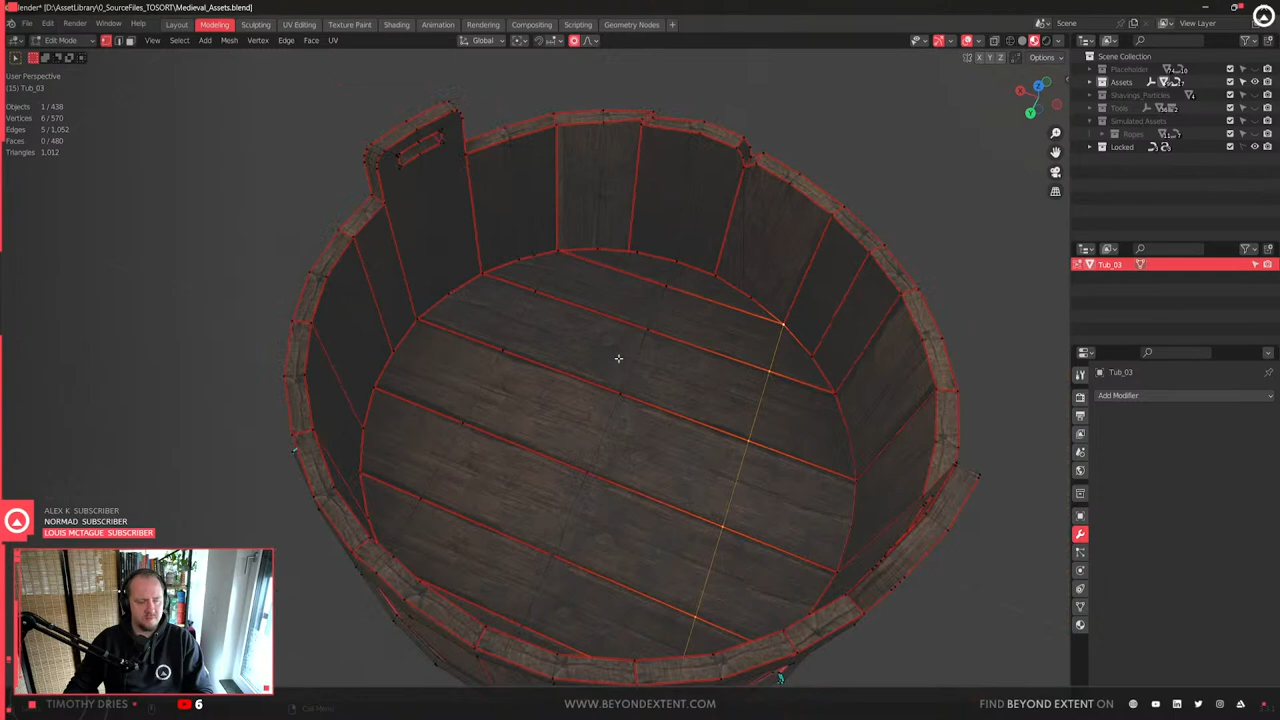 Blender* [D:\AssetLibrary\0_SourceFiles_TOSORT\Medieval_Assets.blend]
File Edit Render Window Help Layout Modeling Sculpting UV Editing Texture Paint Shading Animation Rendering Compositing Scripting Geometry Nodes + Scene View Layer
Edit Mode View Select Add Mesh Vertex Edge Face UV Global
X Y Z Options
User Perspective
(15) Tub_03
Objects 1/438
Vertices 6/570
Edges 5/1,052
Faces 0/480
Triangles 1,012
Scene Collection
Placeholder
Assets
Shavings_Particles
Tools
Simulated Assets
Ropes
Locked
Tub_03
Tub_03
Add Modifier
ALEX K SUBSCRIBER
NORMAD SUBSCRIBER
LOUIS MCTAGUE SUBSCRIBER
Call Menu
TIMOTHY DRIES 6 WWW.BEYONDEXTENT.COM FIND BEYOND EXTENT ON